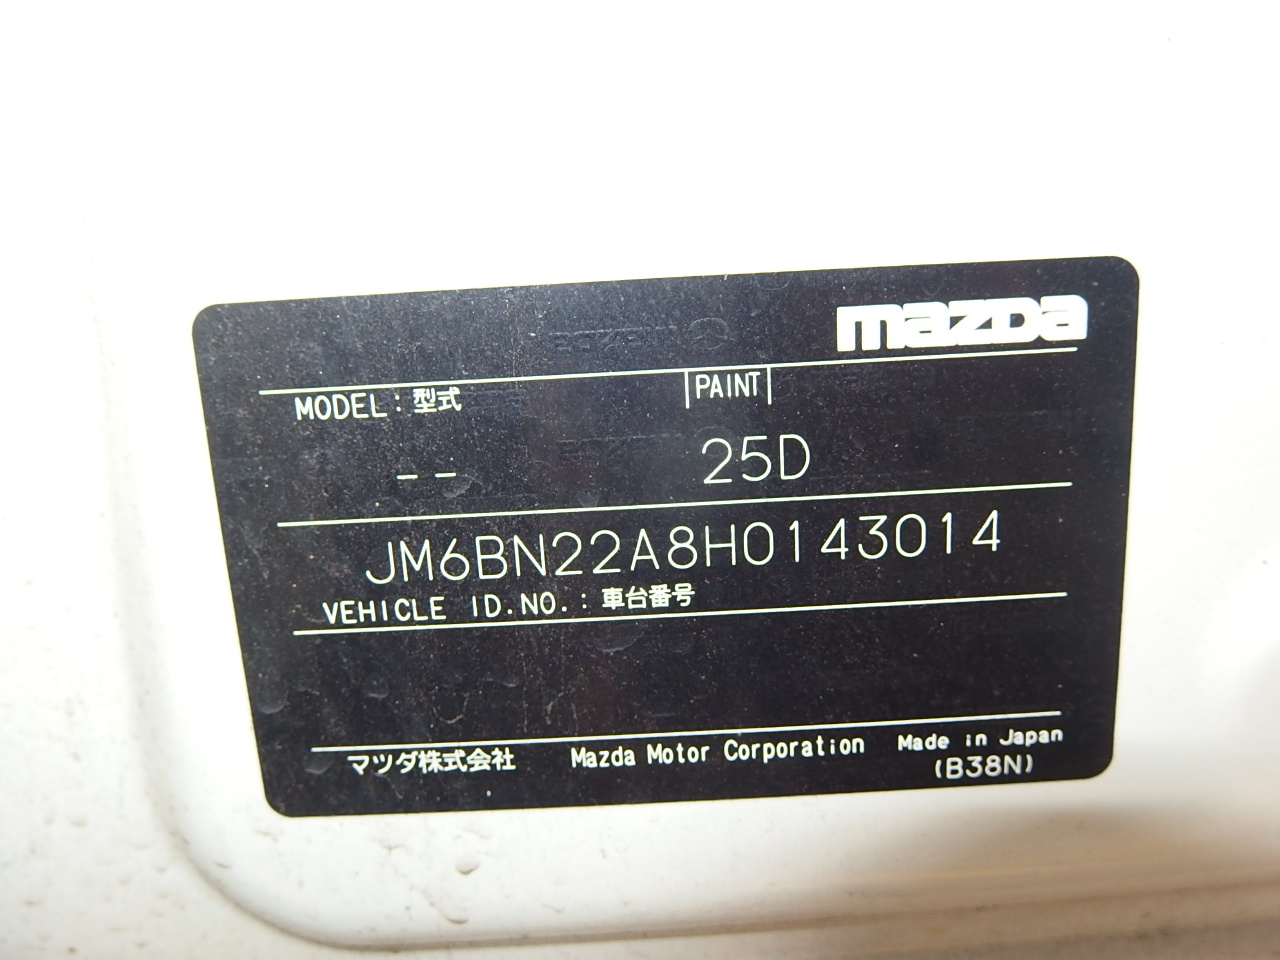 mazda
MODEL: 型式 PAINT
-- 25D
JM6BN22A8H0143014
VEHICLE ID.NO.: 車台番号
マツダ株式会社 Mazda Motor Corporation Made in Japan
(B38N)